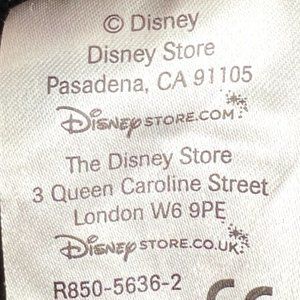 © Disney
Disney Store
Pasadena, CA 91105
DISNEYSTORE.COM
The Disney Store
3 Queen Caroline Street
London W6 9PE
DISNEYSTORE.CO.UK
R850-5636-2
CE